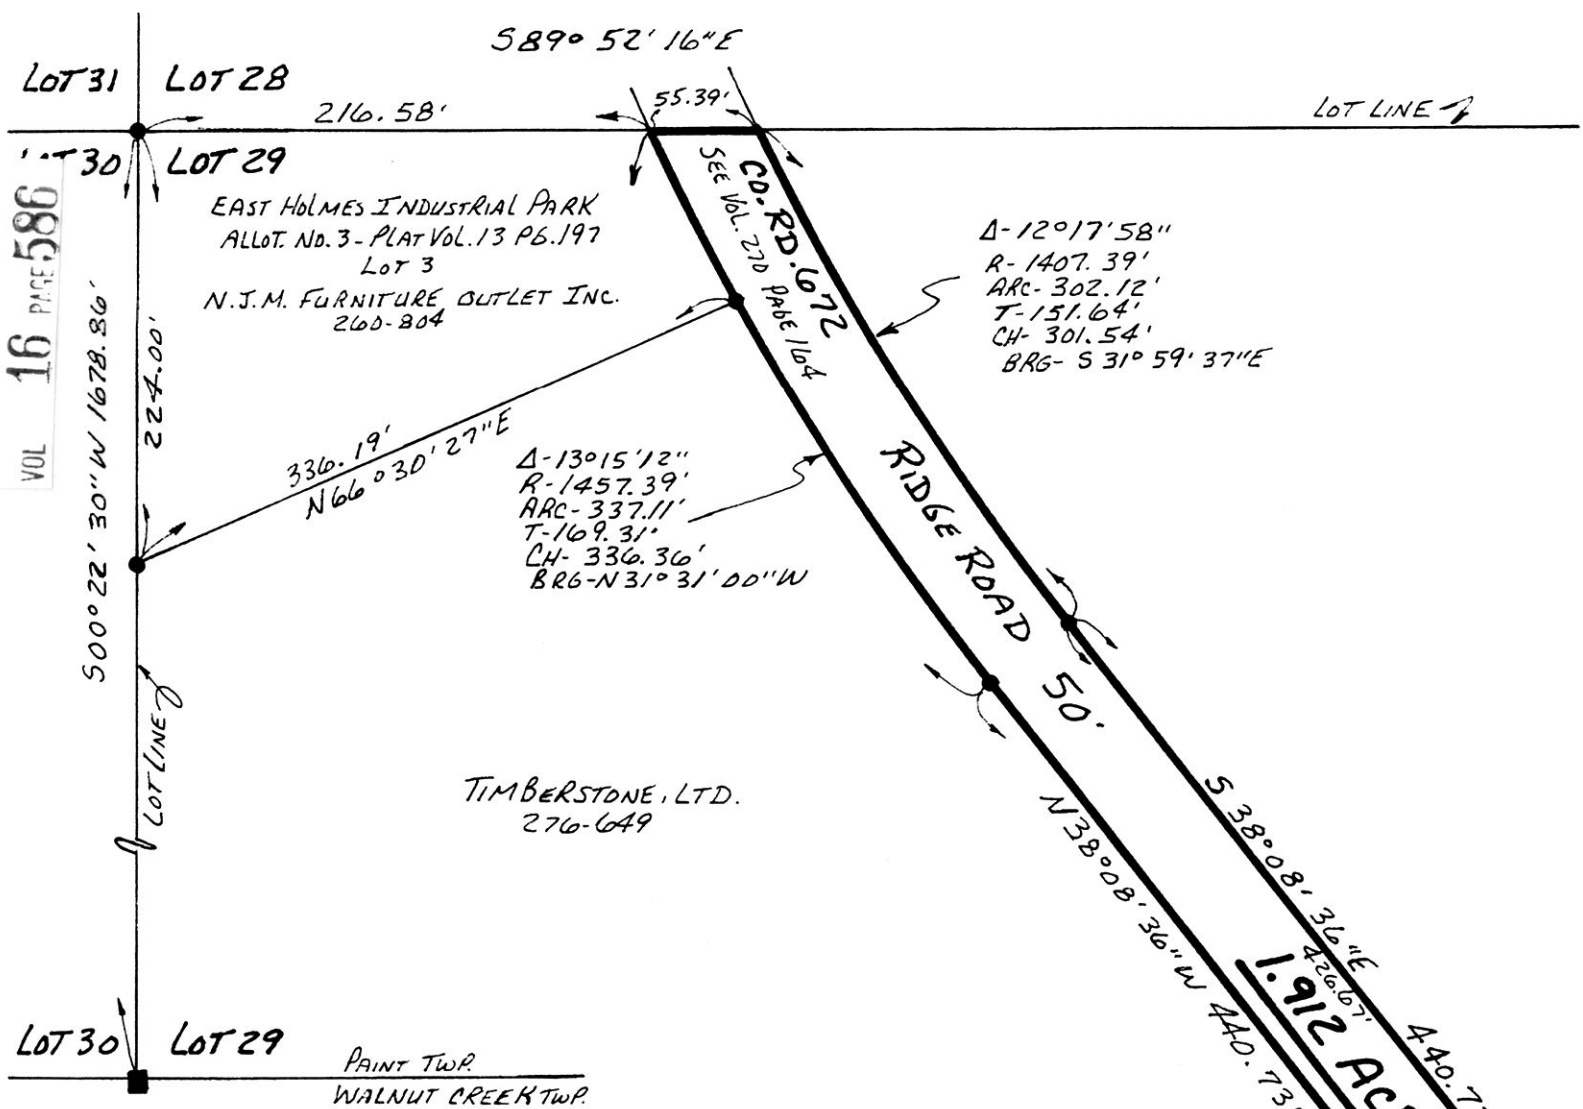 S89° 52' 16"E
LOT 31
LOT 28
216.58'
55.39'
LOT LINE
30
LOT 29
VOL 16 PAGE 586
EAST HOLMES INDUSTRIAL PARK
ALLOT. NO. 3 - PLAT VOL. 13 PG. 197
LOT 3
N.J.M. FURNITURE OUTLET INC.
260-804
CO. RD. 672
SEE VOL. 270 PAGE 164
Δ-12°17'58"
R-1407.39'
ARC-302.12'
T-151.64'
CH-301.54'
BRG- S 31° 59' 37"E
S00° 22' 30" W 1678.86'
224.00'
336.19'
N66°30'27"E
Δ-13°15'12"
R-1457.39'
ARC-337.11'
T-169.31'
CH- 336.36'
BRG-N31°31'00"W
RIDGE ROAD 50'
LOT LINE
TIMBERSTONE, LTD.
276-649
S 38°08' 36"E
426.67'
440.7
N38°08'36"W 440.73'
1.912 AC
LOT 30
LOT 29
PAINT TWP.
WALNUT CREEK TWP.